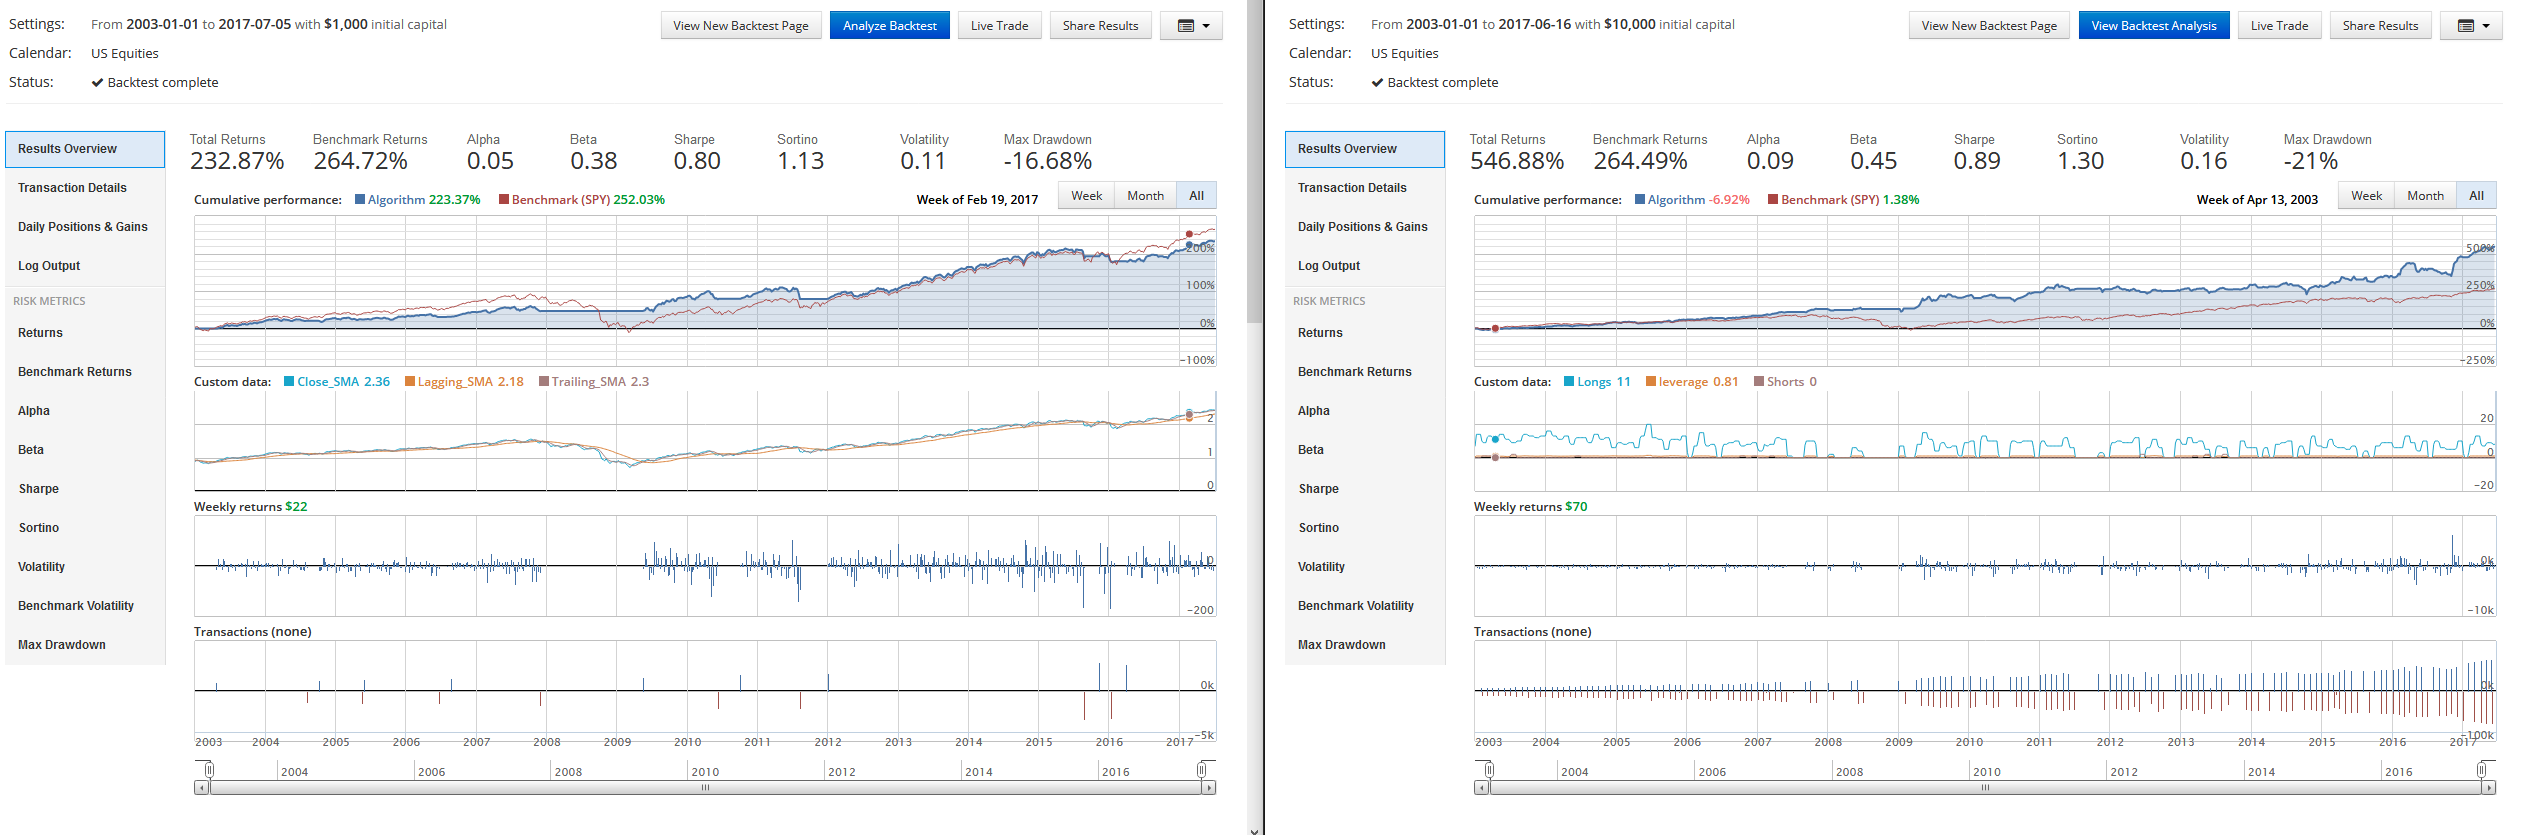 Settings: From 2003-01-01 to 2017-07-05 with $1,000 initial capital
View New Backtest Page
Analyze Backtest
Live Trade
Share Results
Calendar: US Equities
Status: Backtest complete
Results Overview
Transaction Details
Daily Positions & Gains
Log Output
RISK METRICS
Returns
Benchmark Returns
Alpha
Beta
Sharpe
Sortino
Volatility
Benchmark Volatility
Max Drawdown
Total Returns Benchmark Returns Alpha Beta Sharpe Sortino Volatility Max Drawdown
232.87% 264.72% 0.05 0.38 0.80 1.13 0.11 -16.68%
Cumulative performance: Algorithm 223.37% Benchmark (SPY) 252.03% Week of Feb 19, 2017 Week Month All
200%
100%
0%
-100%
Custom data: Close_SMA 2.36 Lagging_SMA 2.18 Trailing_SMA 2.3
2
1
0
Weekly returns $22
0
-200
Transactions (none)
0k
-5k
2003 2004 2005 2006 2007 2008 2009 2010 2011 2012 2013 2014 2015 2016 2017
2004 2006 2008 2010 2012 2014 2016
Settings: From 2003-01-01 to 2017-06-16 with $10,000 initial capital
View New Backtest Page
View Backtest Analysis
Live Trade
Share Results
Calendar: US Equities
Status: Backtest complete
Results Overview
Transaction Details
Daily Positions & Gains
Log Output
RISK METRICS
Returns
Benchmark Returns
Alpha
Beta
Sharpe
Sortino
Volatility
Benchmark Volatility
Max Drawdown
Total Returns Benchmark Returns Alpha Beta Sharpe Sortino Volatility Max Drawdown
546.88% 264.49% 0.09 0.45 0.89 1.30 0.16 -21%
Cumulative performance: Algorithm -6.92% Benchmark (SPY) 1.38% Week of Apr 13, 2003 Week Month All
500%
250%
0%
-250%
Custom data: Longs 11 leverage 0.81 Shorts 0
20
0
-20
Weekly returns $70
0k
-10k
Transactions (none)
0k
-100k
2003 2004 2005 2006 2007 2008 2009 2010 2011 2012 2013 2014 2015 2016 2017
2004 2006 2008 2010 2012 2014 2016